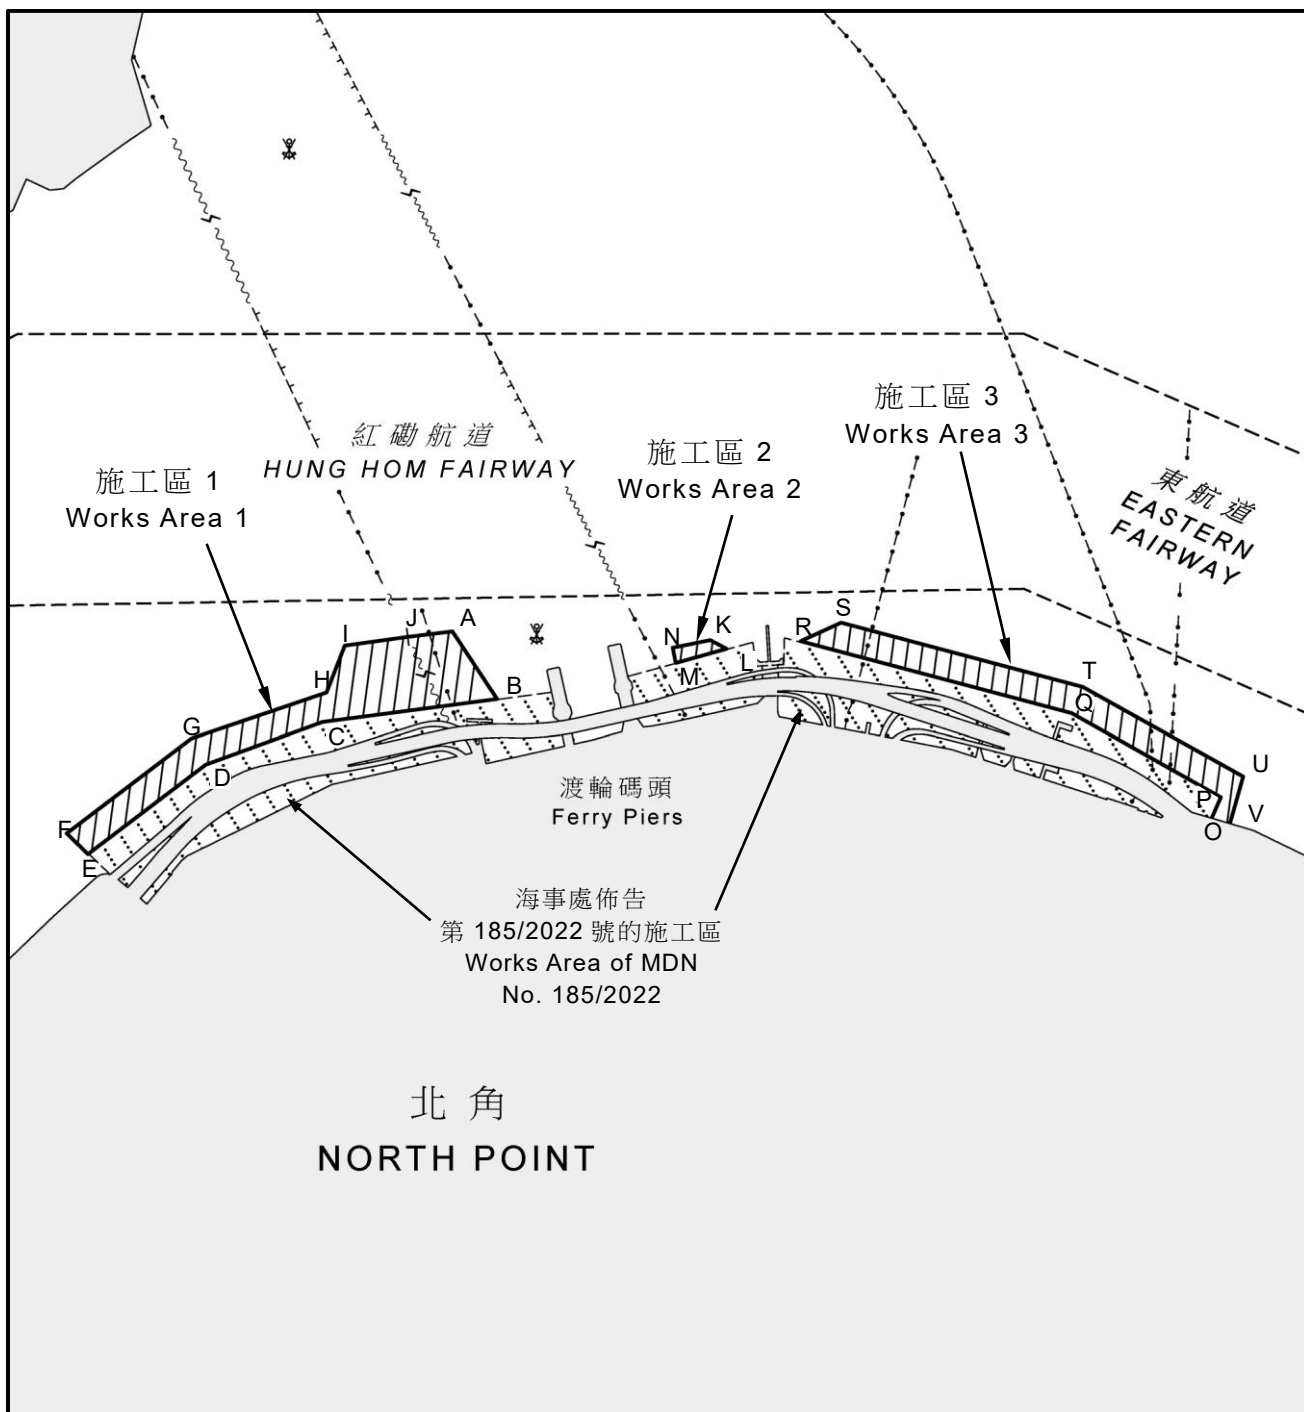 施工區 3
Works Area 3
紅磡航道
HUNG HOM FAIRWAY
施工區 2
Works Area 2
施工區 1
Works Area 1
東航道
EASTERN
FAIRWAY
S
J
A
K
N
R
I
L
M
T
H
B
Q
G
C
U
D
P
V
F
O
E
渡輪碼頭
Ferry Piers
海事處佈告
第 185/2022 號的施工區
Works Area of MDN
No. 185/2022
北角
NORTH POINT